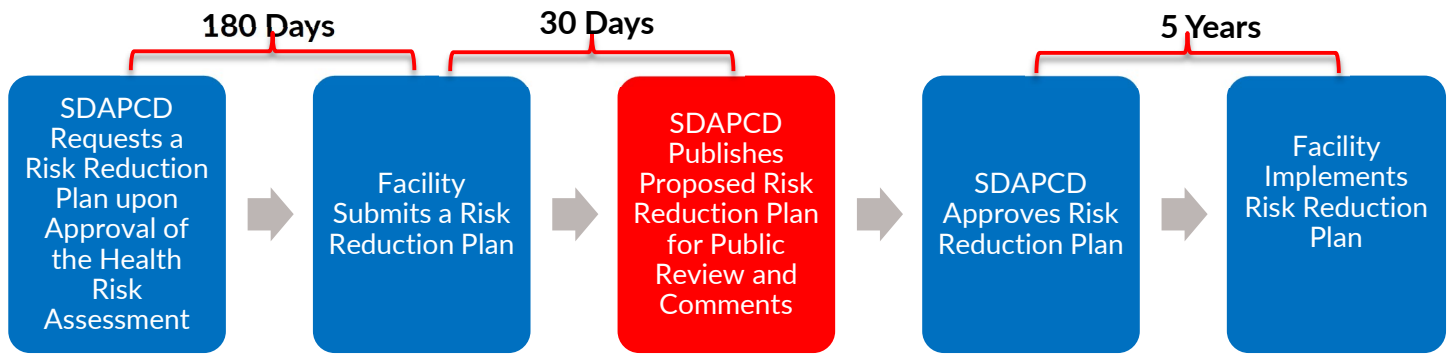 180 Days
30 Days
5 Years
SDAPCD
Requests a
Risk Reduction
Plan upon
Approval of
the Health
Risk
Assessment
Facility
Submits a Risk
Reduction Plan
SDAPCD
Publishes
Proposed Risk
Reduction Plan
for Public
Review and
Comments
SDAPCD
Approves Risk
Reduction Plan
Facility
Implements
Risk Reduction
Plan